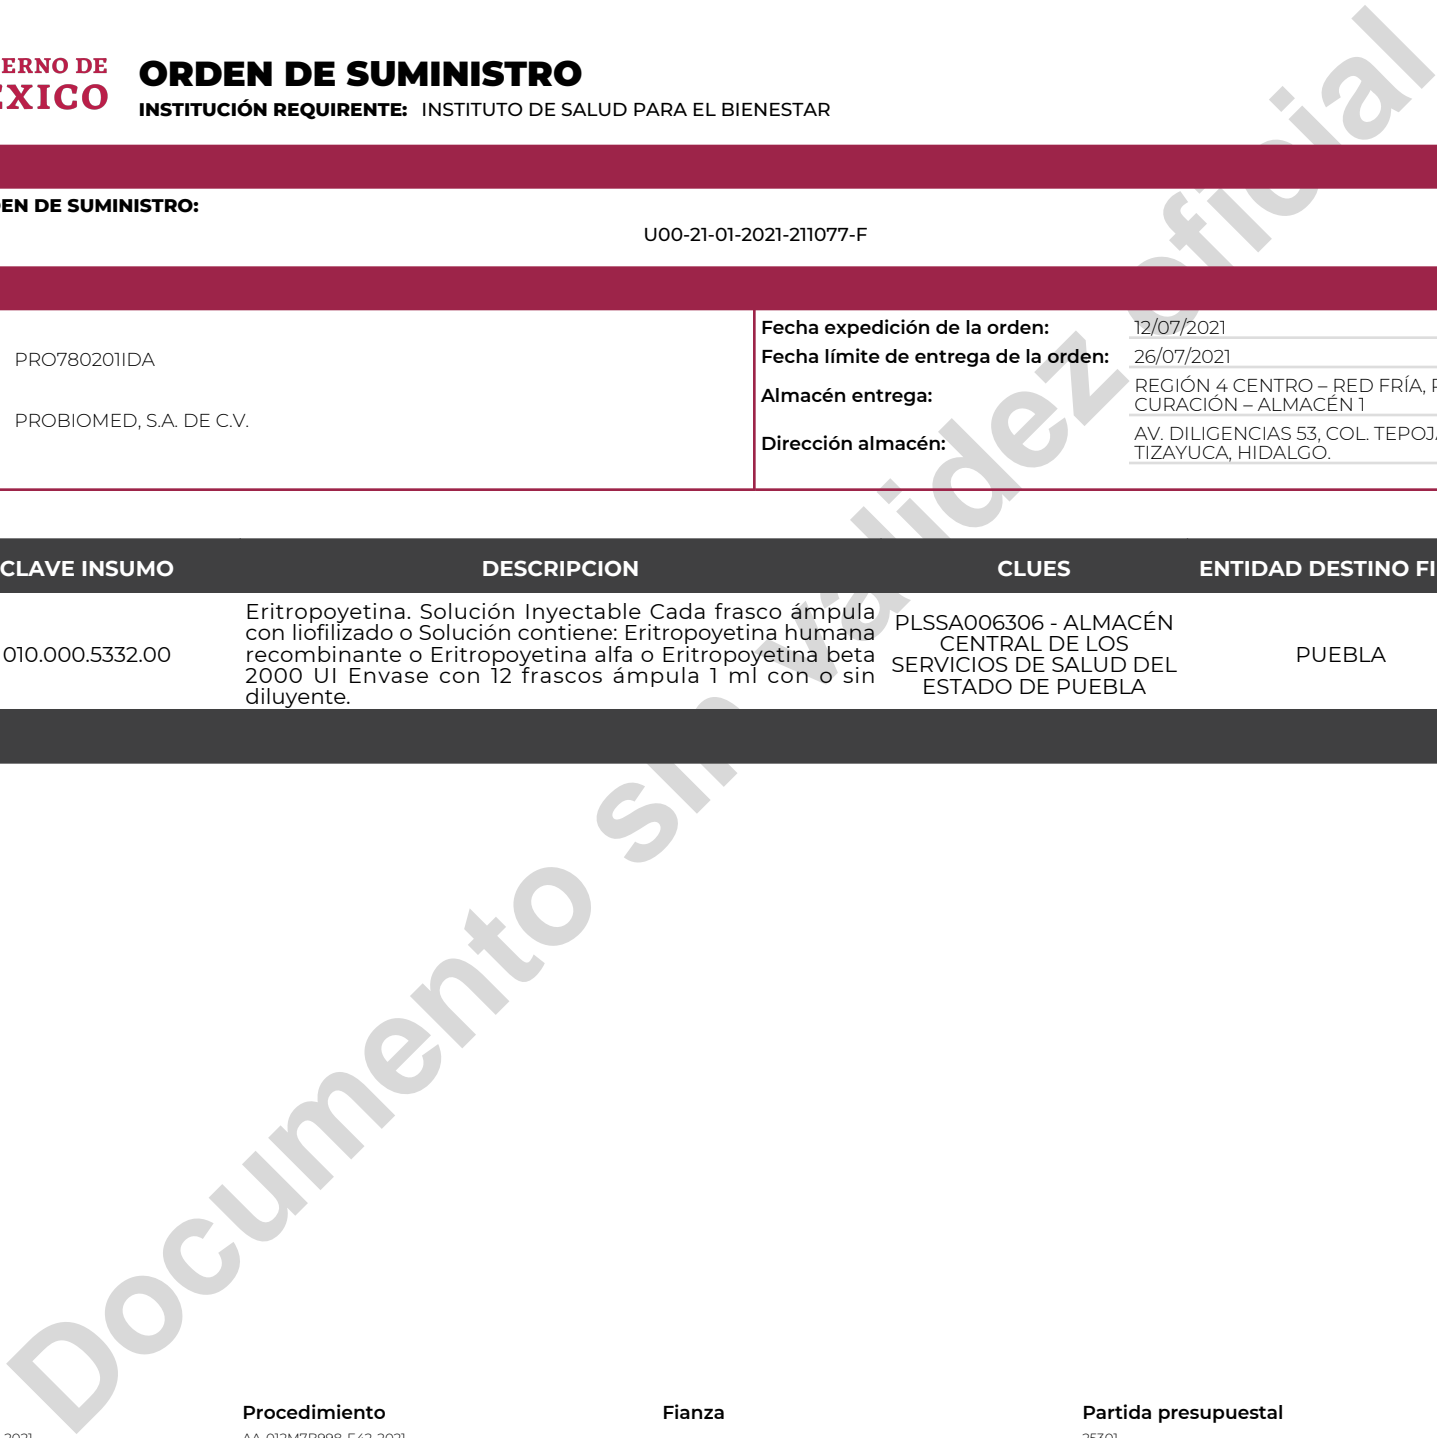 ERNO DE
ÉXICO
ORDEN DE SUMINISTRO
INSTITUCIÓN REQUIRENTE: INSTITUTO DE SALUD PARA EL BIENESTAR
EN DE SUMINISTRO:
U00-21-01-2021-211077-F
PRO780201IDA
PROBIOMED, S.A. DE C.V.
Fecha expedición de la orden: 12/07/2021
Fecha límite de entrega de la orden: 26/07/2021
Almacén entrega: REGIÓN 4 CENTRO – RED FRÍA,
CURACIÓN – ALMACÉN 1
Dirección almacén: AV. DILIGENCIAS 53, COL. TEPOJA
TIZAYUCA, HIDALGO.
CLAVE INSUMO DESCRIPCION CLUES ENTIDAD DESTINO FI
010.000.5332.00
Eritropoyetina. Solución Inyectable Cada frasco ámpula
con liofilizado o Solución contiene: Eritropoyetina humana
recombinante o Eritropoyetina alfa o Eritropoyetina beta
2000 UI Envase con 12 frascos ámpula 1 ml con o sin
diluyente.
PLSSA006306 - ALMACÉN
CENTRAL DE LOS
SERVICIOS DE SALUD DEL
ESTADO DE PUEBLA
PUEBLA
Documento sin validez oficial
Procedimiento Fianza Partida presupuestal